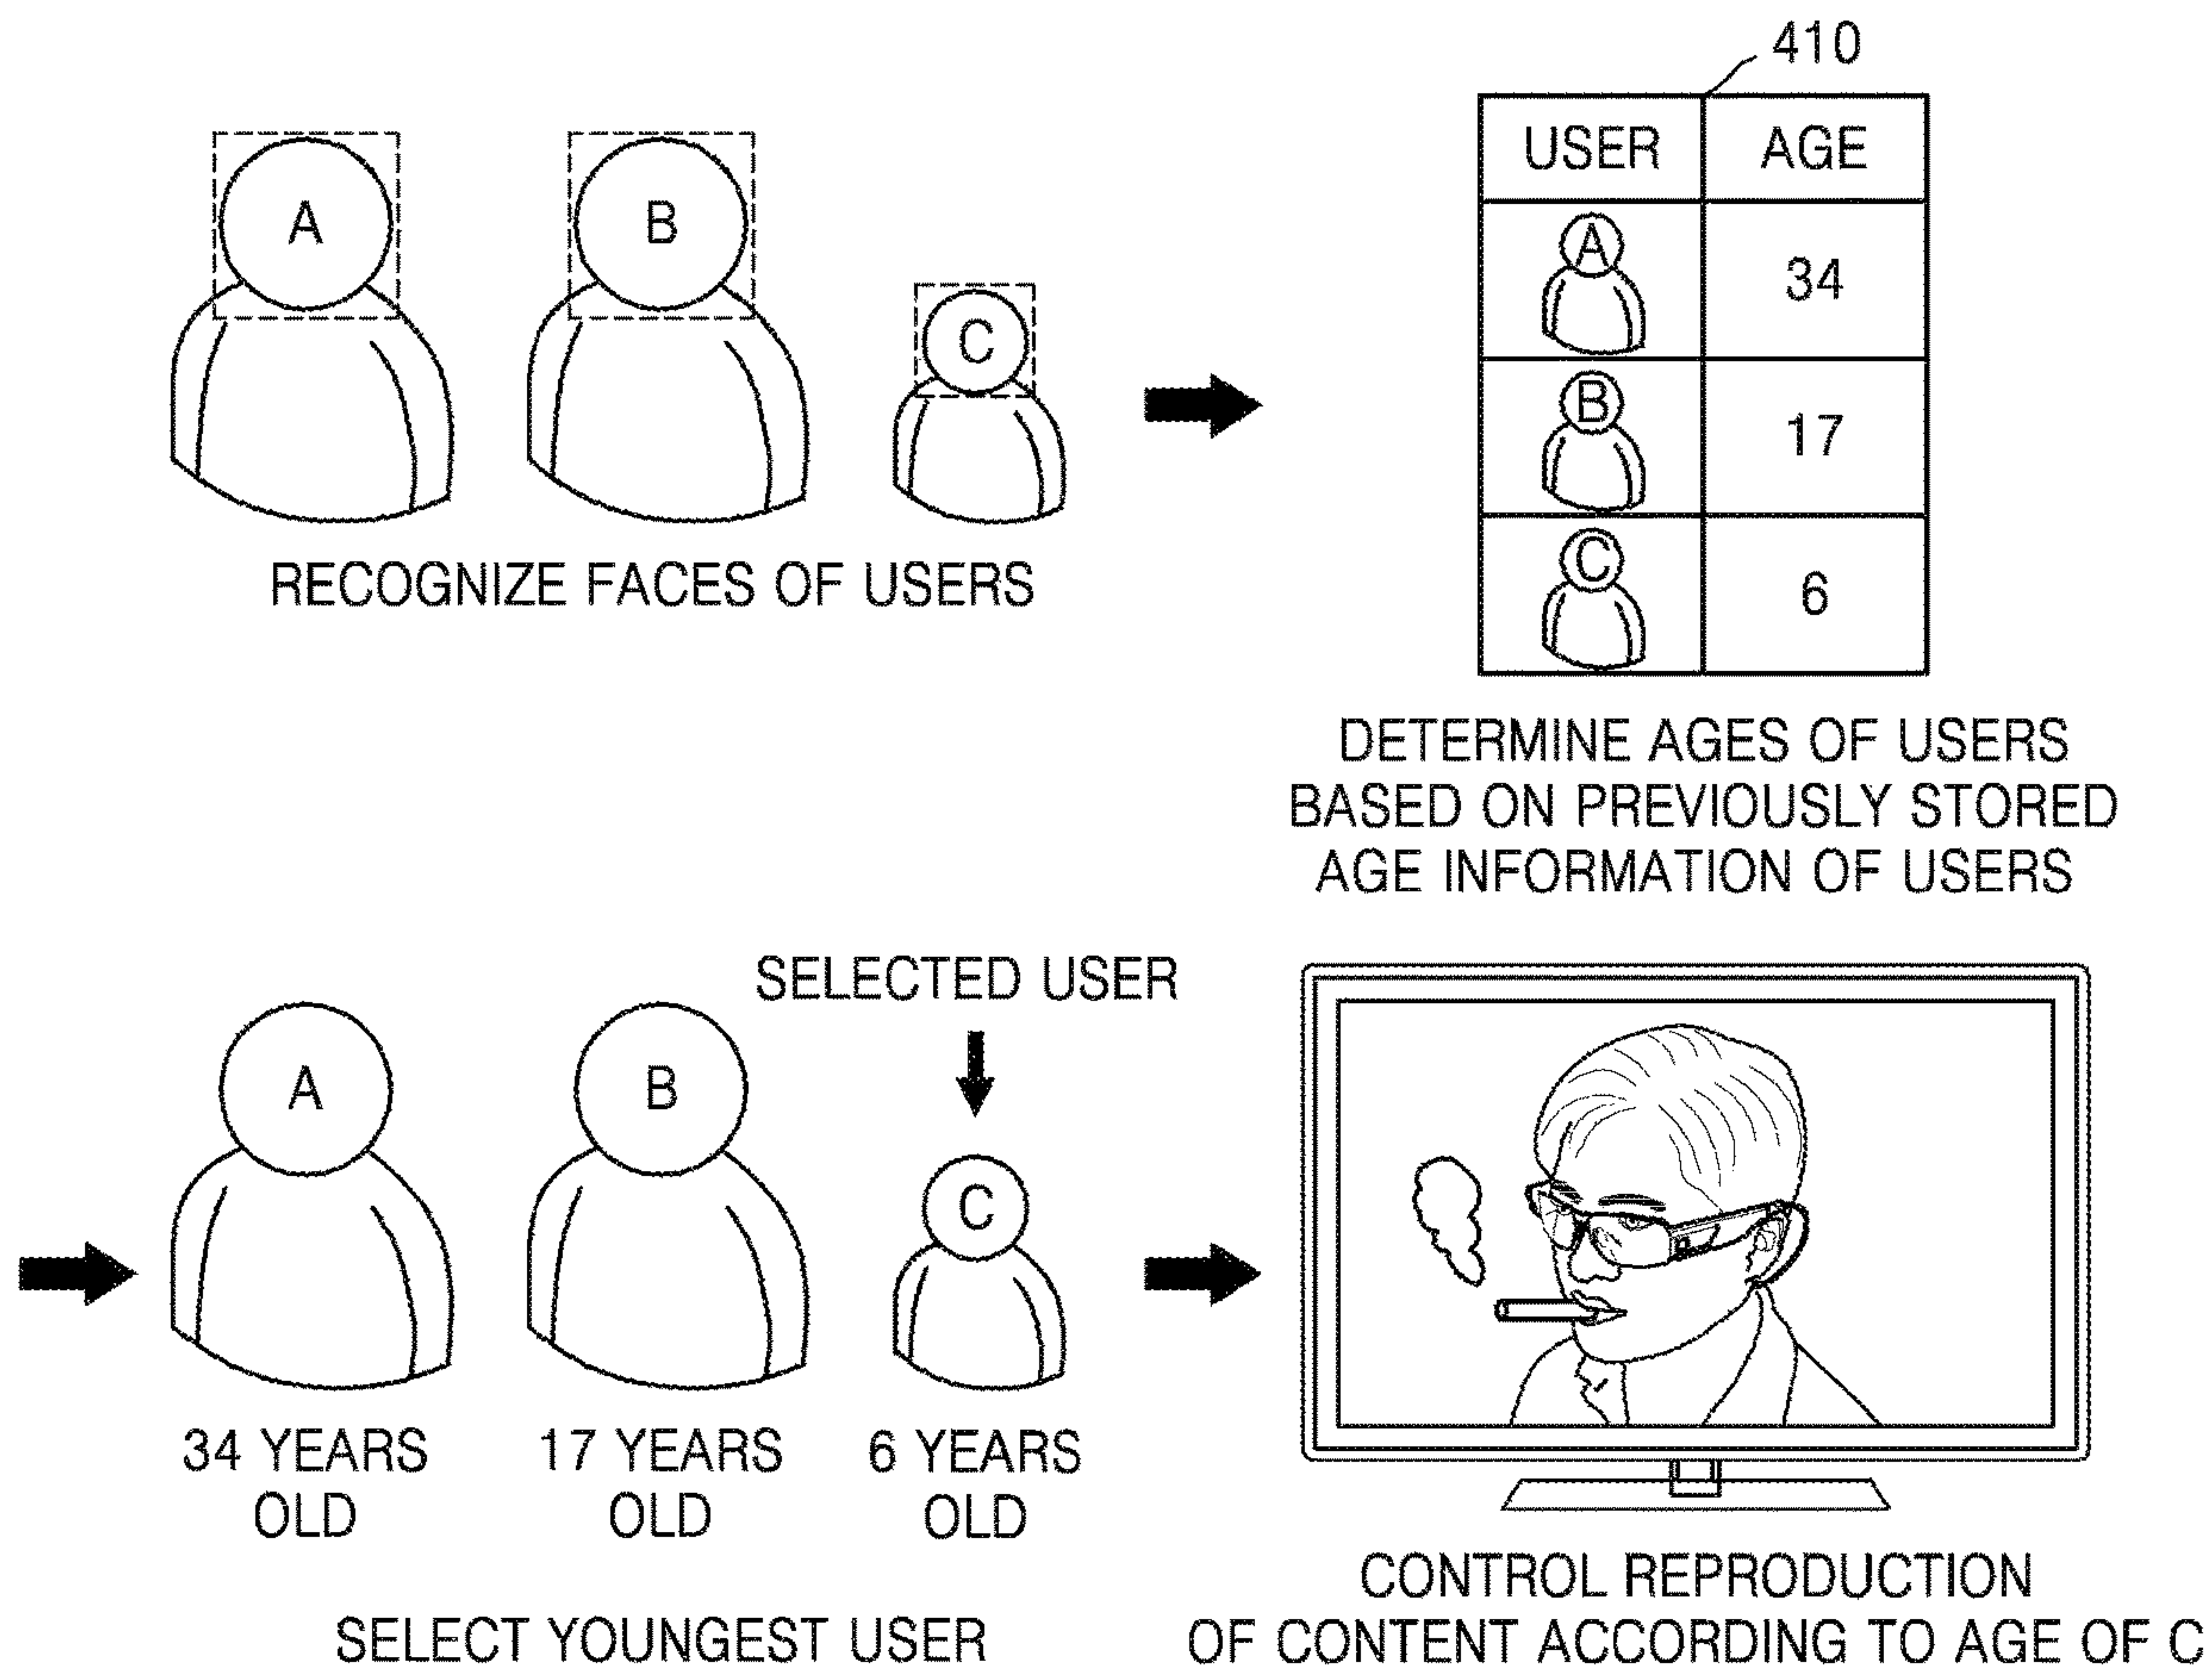 410
A
B
C
USER AGE
A 34
B 17
C 6
RECOGNIZE FACES OF USERS
DETERMINE AGES OF USERS
BASED ON PREVIOUSLY STORED
AGE INFORMATION OF USERS
SELECTED USER
A
B
C
34 YEARS
OLD
17 YEARS
OLD
6 YEARS
OLD
SELECT YOUNGEST USER
CONTROL REPRODUCTION
OF CONTENT ACCORDING TO AGE OF C